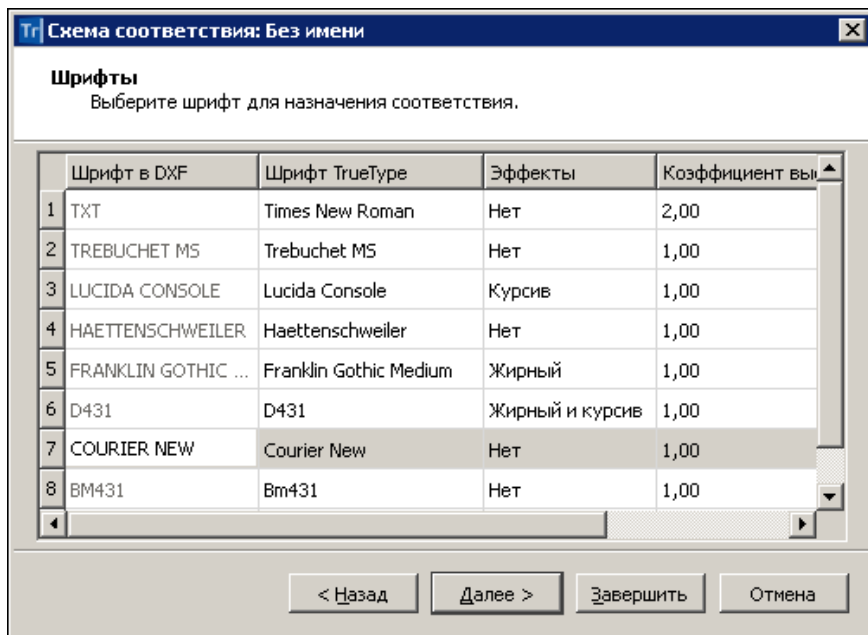 Tr Схема соответствия: Без имени
Шрифты
Выберите шрифт для назначения соответствия.
Шрифт в DXF Шрифт TrueType Эффекты Коэффициент
1 TXT Times New Roman Нет 2,00
2 TREBUCHET MS Trebuchet MS Нет 1,00
3 LUCIDA CONSOLE Lucida Console Курсив 1,00
4 HAETTENSCHWEILER Haettenschweiler Нет 1,00
5 FRANKLIN GOTHIC ... Franklin Gothic Medium Жирный 1,00
6 D431 D431 Жирный и курсив 1,00
7 COURIER NEW Courier New Нет 1,00
8 BM431 Bm431 Нет 1,00
< Назад Далее > Завершить Отмена